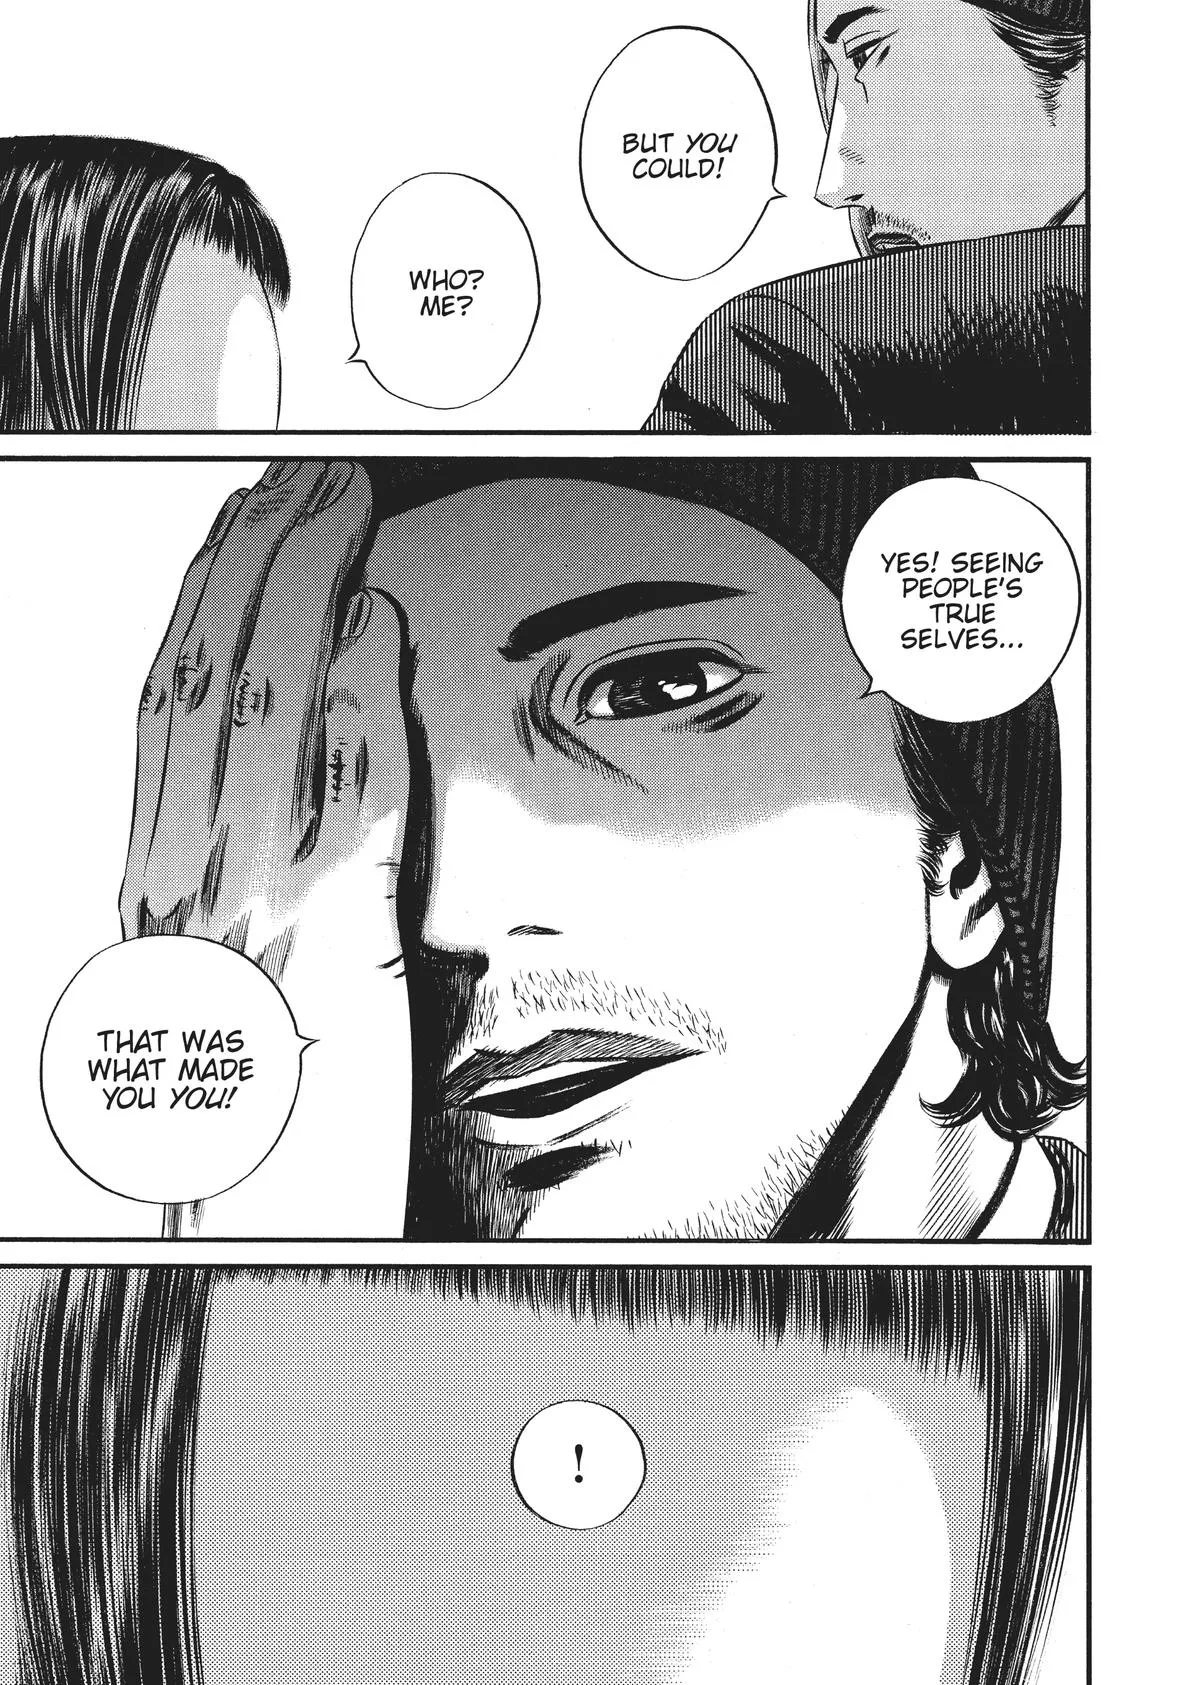 BUT YOU
COULD!
WHO?
ME?
YES! SEEING
PEOPLE'S
TRUE
SELVES...
THAT WAS
WHAT MADE
YOU YOU!
!